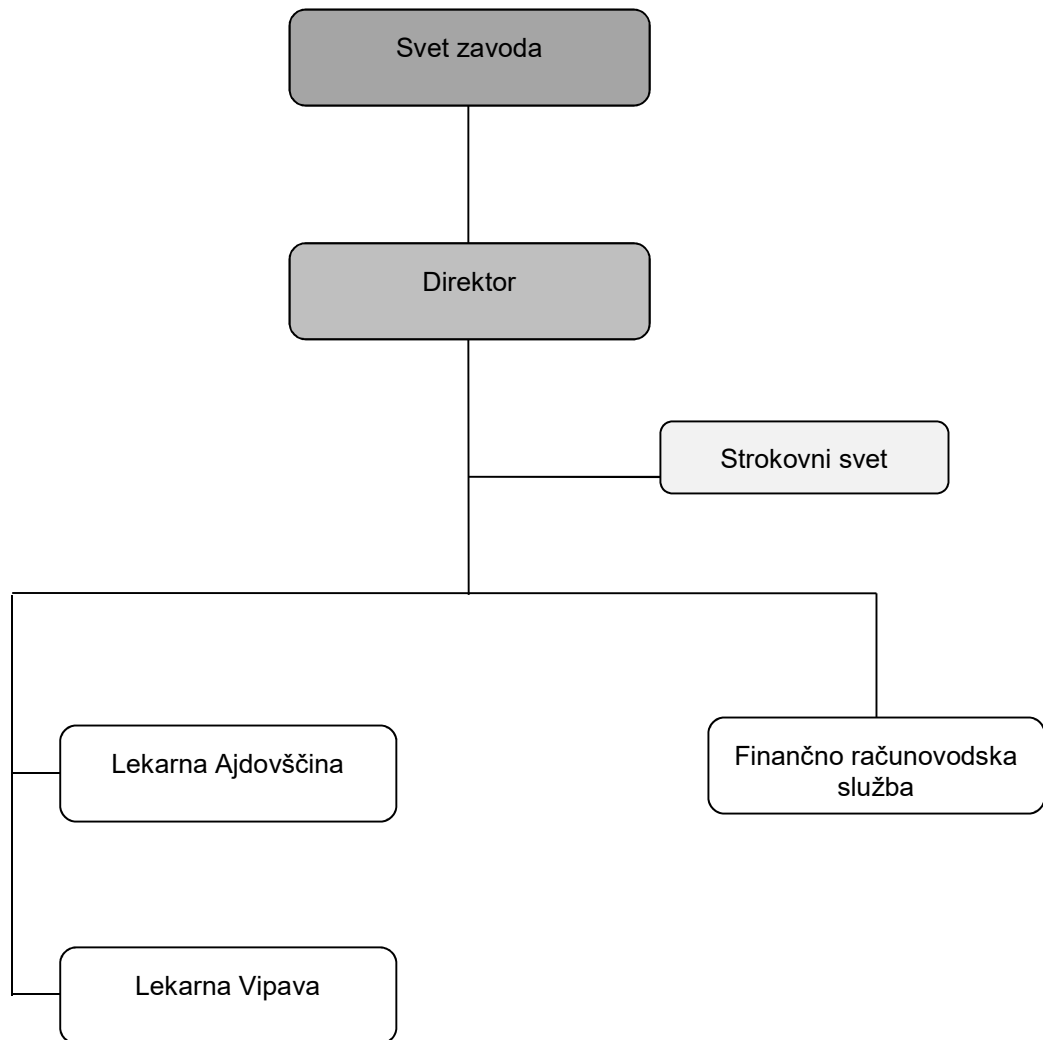 Svet zavoda
Direktor
Strokovni svet
Lekarna Ajdovščina
Finančno računovodska
služba
Lekarna Vipava